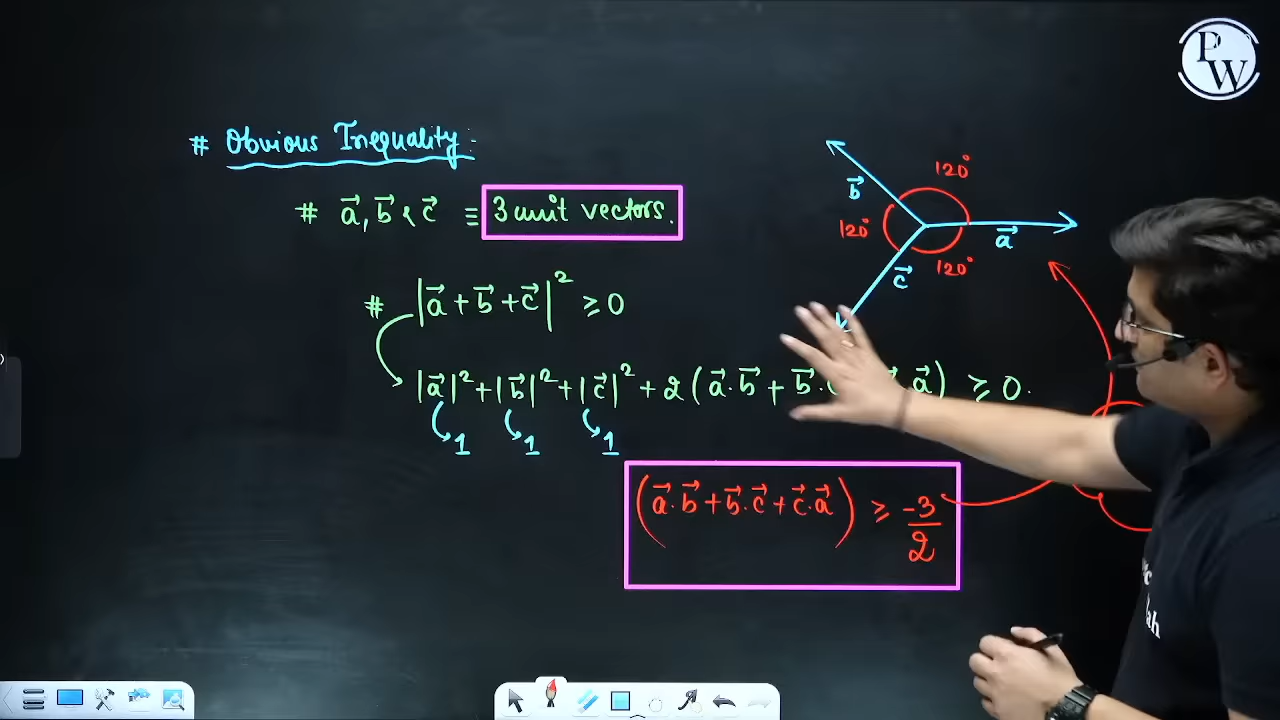 PW
# Obvious Inequality:
# a⃗, b⃗ & c⃗ ≡ 3 unit vectors.
# |a⃗ + b⃗ + c⃗|² ≥ 0
|a⃗|² + |b⃗|² + |c⃗|² + 2(a⃗·b⃗ + b⃗· a⃗) ≥ 0.
1 1 1
(a⃗·b⃗ + b⃗·c⃗ + c⃗·a⃗) ≥ -3/2
120°
b⃗
120°
a⃗
c⃗
120°